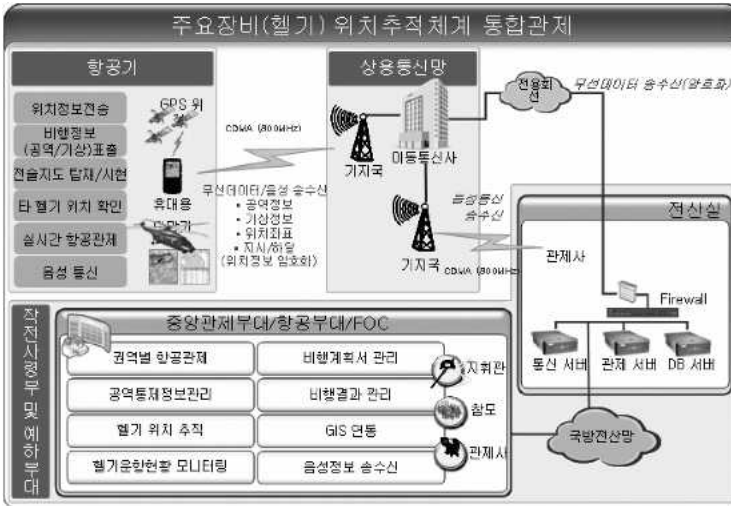 주요장비(헬기) 위치추적체계 통합관제
항공기
위치정보전송
비행정보
(공역/기상)표출
전술지도 탑재/시현
타 헬기 위치 확인
실시간 항공관제
음성 통신
GPS 위
휴대용
CDMA (800MHz)
무선데이터/음성 송수신
• 공역정보
• 기상정보
• 위치좌표
• 지시/하달
(위치정보 암호화)
상용통신망
기지국
이동통신사
기지국
전용회
선
무선데이터 송수신(암호화)
음성통신
송수신
CDMA (800MHz)
전산실
관제사
Firewall
통신 서버
관제 서버
DB 서버
국방전산망
작전사령부 및 예하부대
중앙관제부대/항공부대/FOC
권역별 항공관제
비행계획서 관리
공역통제정보관리
비행결과 관리
헬기 위치 추적
GIS 연동
헬기운항현황 모니터링
음성정보 송수신
지휘관
참모
관제사